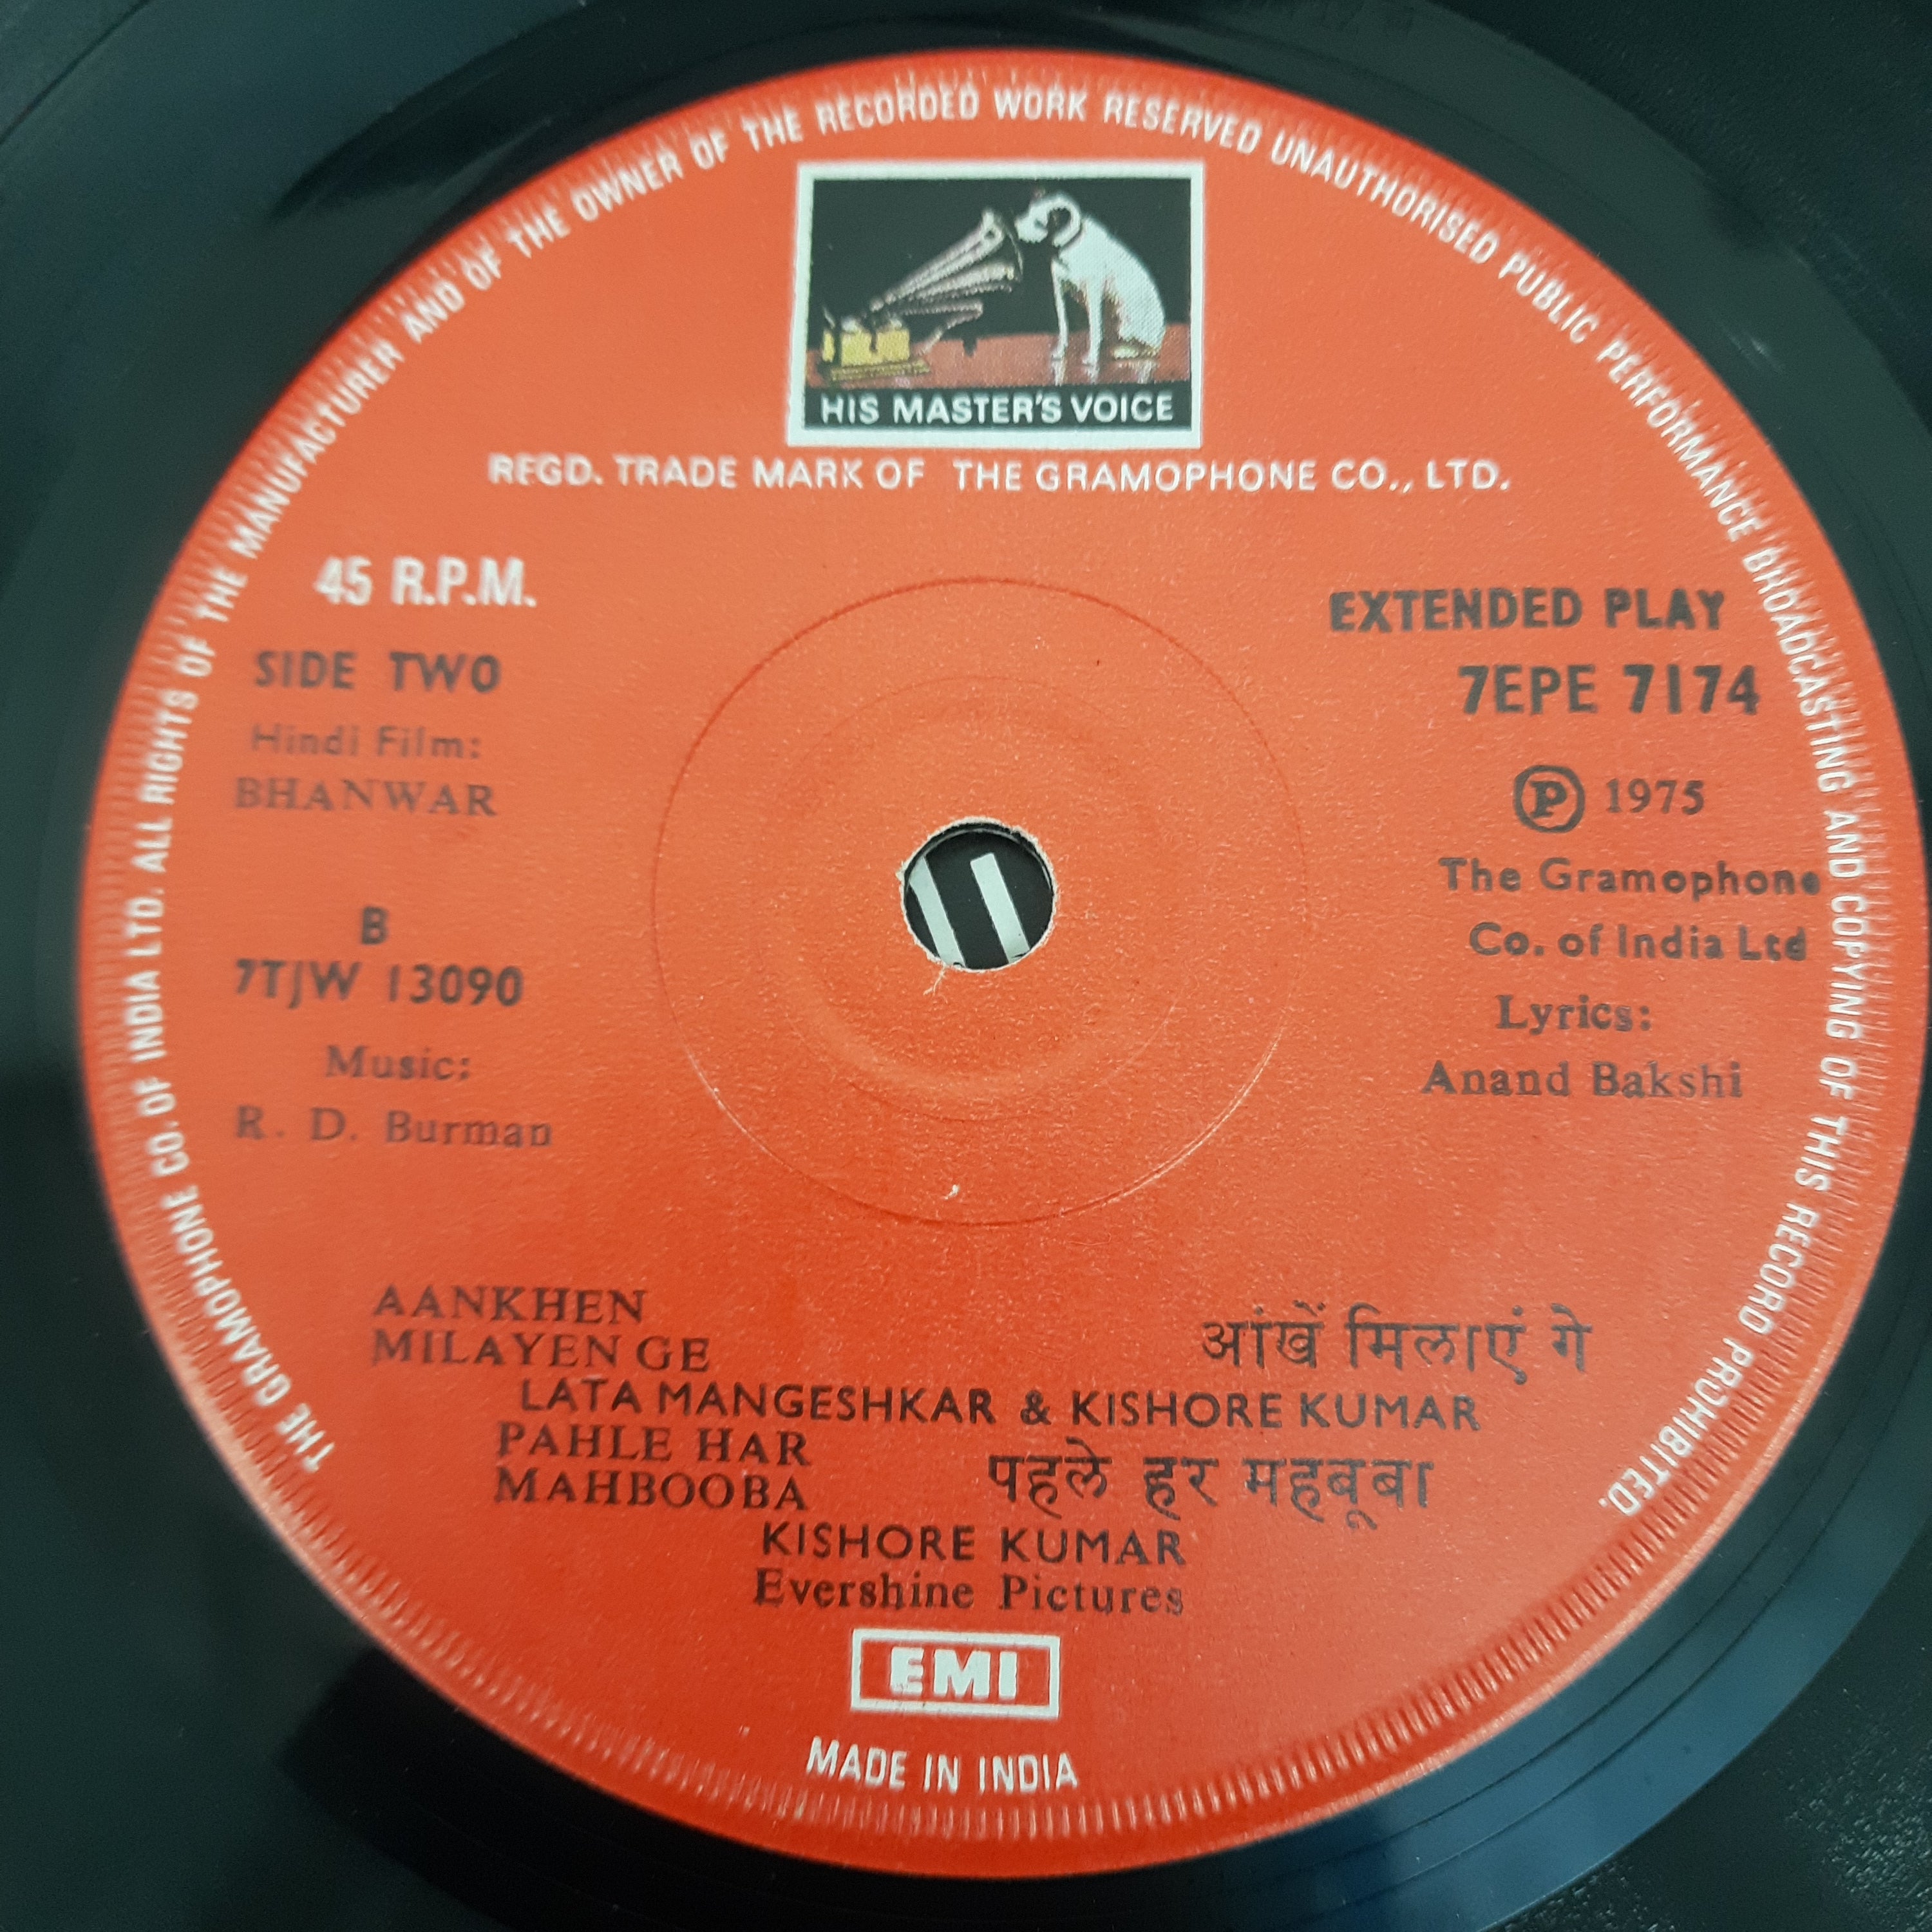 THE GRAMOPHONE CO. OF INDIA LTD. ALL RIGHTS OF THE MANUFACTURER AND OF THE OWNER OF THE RECORDED WORK RESERVED UNAUTHORISED PUBLIC PERFORMANCE BROADCASTING AND COPYING OF THIS RECORD PROHIBITED.
HIS MASTER'S VOICE
REGD. TRADE MARK OF THE GRAMOPHONE CO., LTD.
45 R.P.M.
SIDE TWO
Hindi Film:
BHANWAR
B
7TJW 13090
Music:
R. D. Burman
EXTENDED PLAY
7EPE 7174
℗ 1975
The Gramophone
Co. of India Ltd
Lyrics:
Anand Bakshi
AANKHEN
MILAYEN GE आंखें मिलाएं गे
LATA MANGESHKAR & KISHORE KUMAR
PAHLE HAR
MAHBOOBA पहले हर महबूबा
KISHORE KUMAR
Evershine Pictures
EMI
MADE IN INDIA